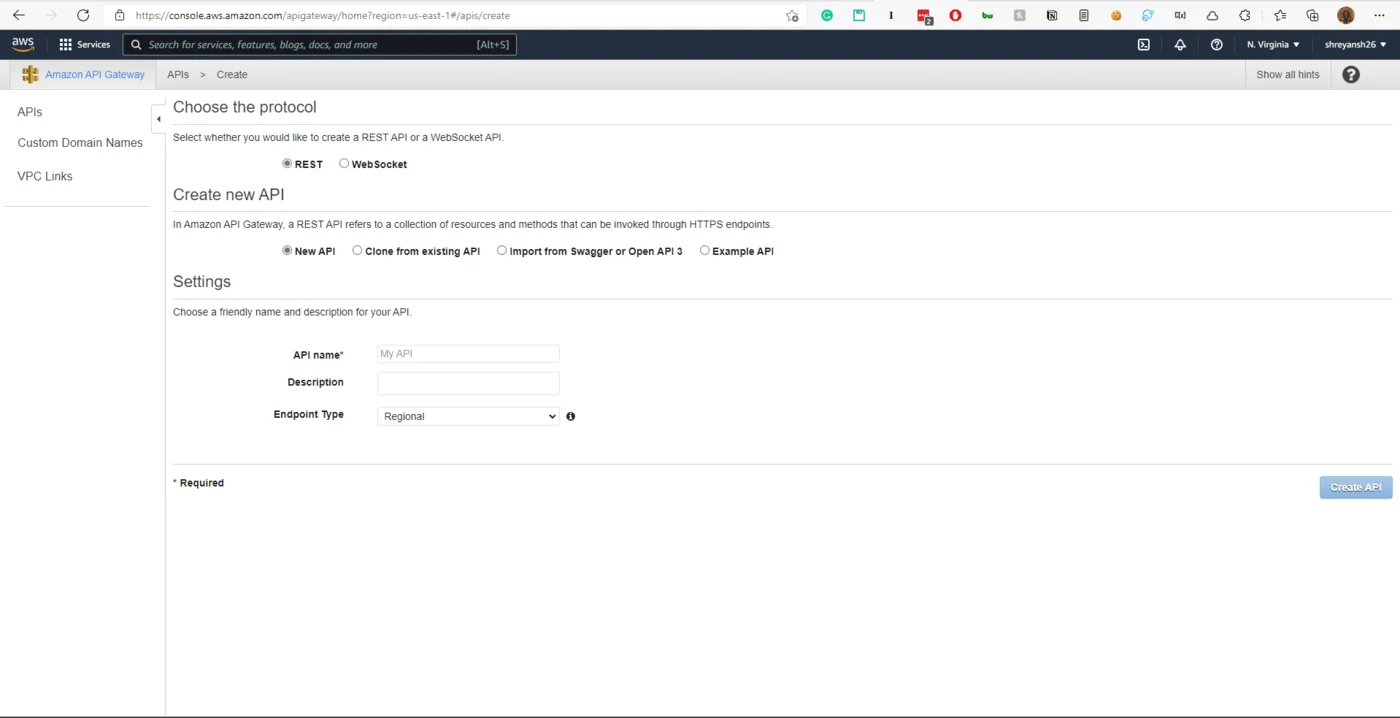 https://console.aws.amazon.com/apigateway/home?region=us-east-1#/apis/create
aws Services Search for services, features, blogs, docs, and more [Alt+S] N. Virginia ▼ shreyansh26 ▼
Amazon API Gateway APIs > Create Show all hints ?
APIs
Custom Domain Names
VPC Links
Choose the protocol
Select whether you would like to create a REST API or a WebSocket API.
REST WebSocket
Create new API
In Amazon API Gateway, a REST API refers to a collection of resources and methods that can be invoked through HTTPS endpoints.
New API Clone from existing API Import from Swagger or Open API 3 Example API
Settings
Choose a friendly name and description for your API.
API name* My API
Description
Endpoint Type Regional
* Required
Create API